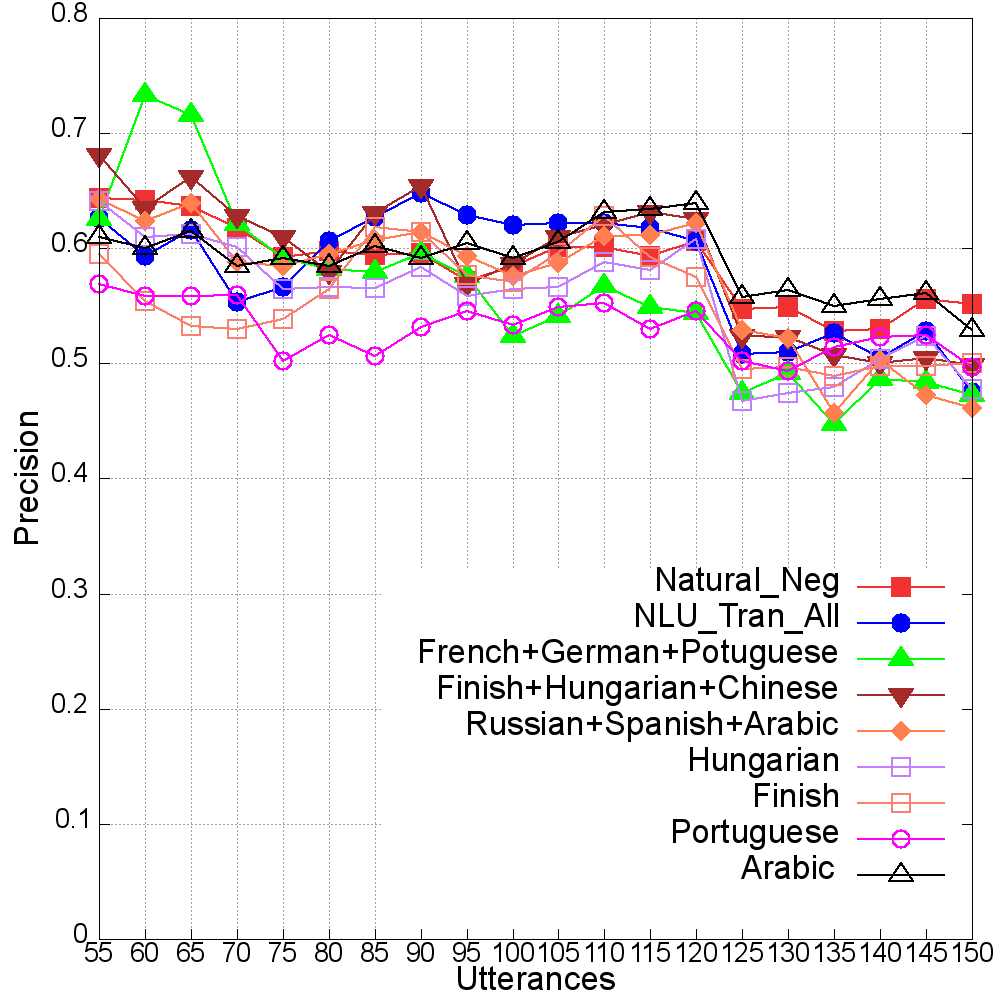 0.8
0.7
0.6
0.5
0.4
0.3
0.2
0.1
0
Precision
Natural_Neg
NLU_Tran_All
French+German+Potuguese
Finish+Hungarian+Chinese
Russian+Spanish+Arabic
Hungarian
Finish
Portuguese
Arabic
55 60 65 70 75 80 85 90 95 100 105 110 115 120 125 130 135 140 145 150
Utterances